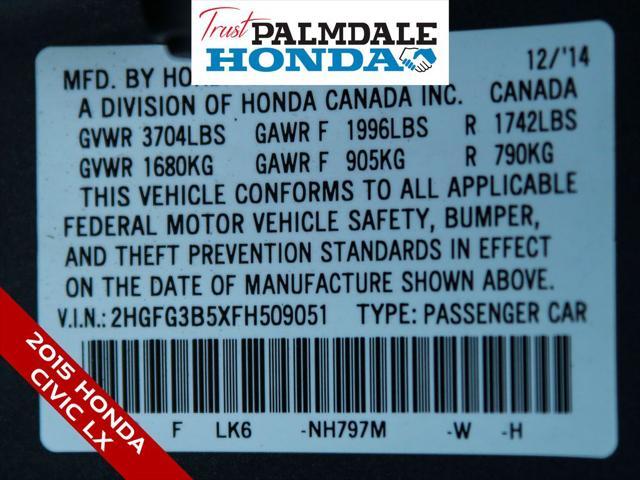 Trust
PALMDALE
HONDA
MFD. BY 12/'14
A DIVISION OF HONDA CANADA INC. CANADA
GVWR 3704LBS GAWR F 1996LBS R 1742LBS
GVWR 1680KG GAWR F 905KG R 790KG
THIS VEHICLE CONFORMS TO ALL APPLICABLE
FEDERAL MOTOR VEHICLE SAFETY, BUMPER,
AND THEFT PREVENTION STANDARDS IN EFFECT
ON THE DATE OF MANUFACTURE SHOWN ABOVE.
V.I.N.: 2HGFG3B5XFH509051 TYPE: PASSENGER CAR
F LK6 -NH797M -W -H
2015 HONDA
CIVIC LX